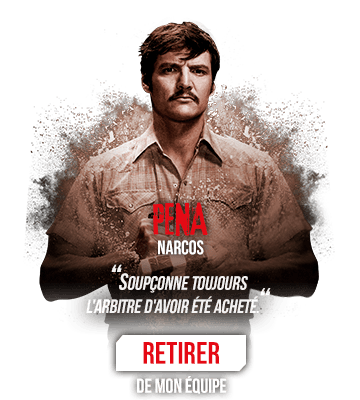 PENA
NARCOS
“SOUPÇONNE TOUJOURS
L'ARBITRE D'AVOIR ÉTÉ ACHETÉ.“
RETIRER
DE MON ÉQUIPE